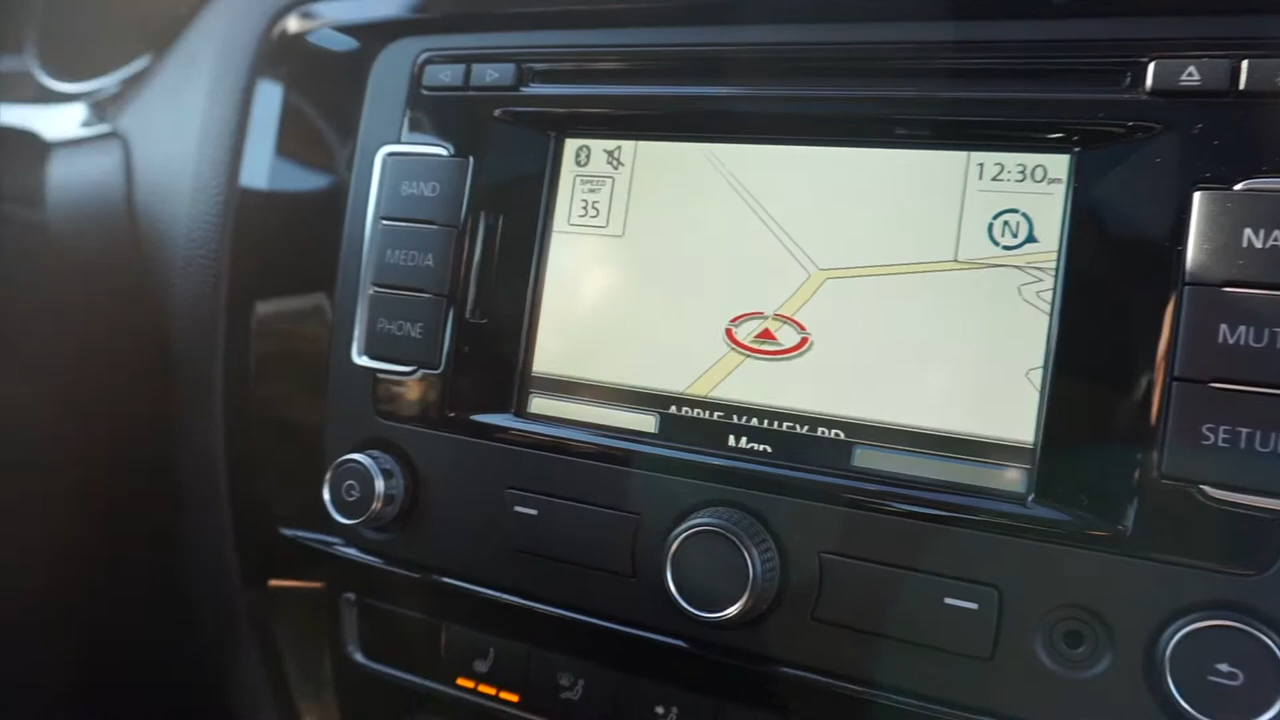 BAND
MEDIA
PHONE
SPEED
LIMIT
35
12:30pm
N
APPLE VALLEY RD
Map
NA
MUT
SETU